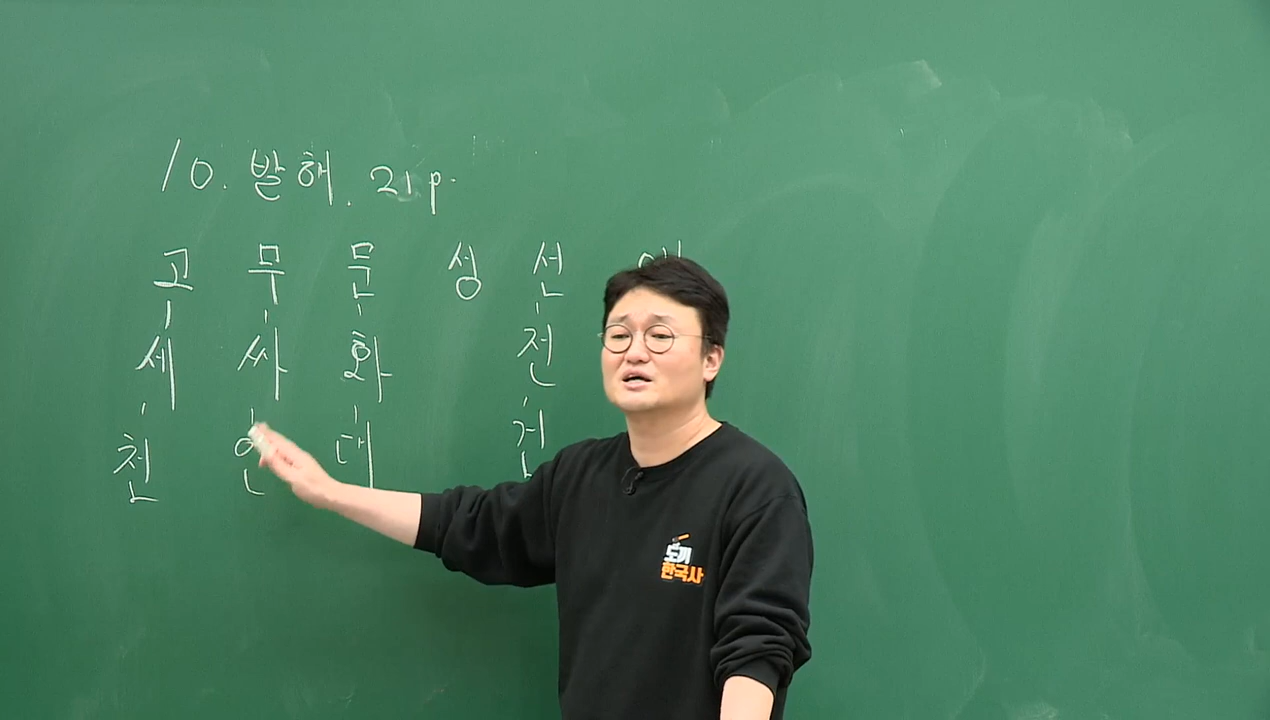 10. 발해. 21p.
고 무 문 성 선
세 싸 화 전
천 인 대 건
도끼
한국사